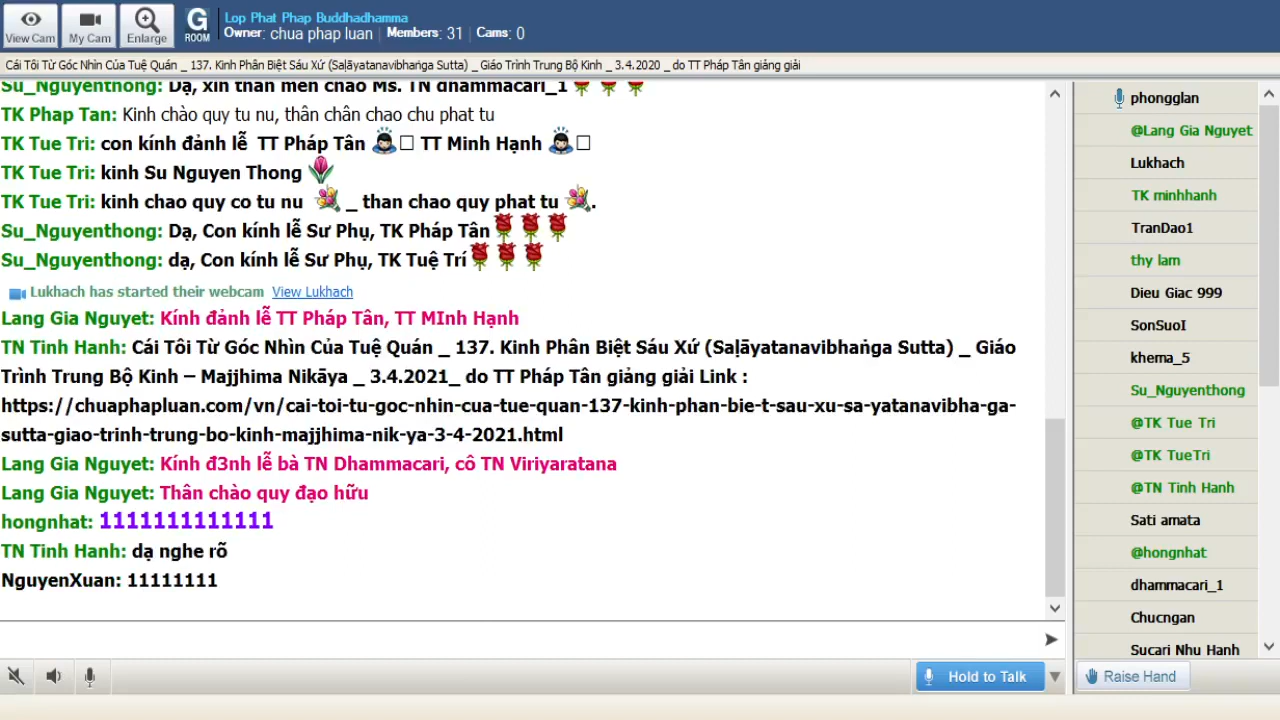 View Cam
My Cam
Enlarge
G
ROOM
Lop Phat Phap Buddhadhamma
Owner: chua phap luan
Members: 31
Cams: 0
Cái Tôi Từ Góc Nhìn Của Tuệ Quán _ 137. Kinh Phân Biệt Sáu Xứ (Saḷāyatanavibhaṅga Sutta) _ Giáo Trình Trung Bộ Kinh _ 3.4.2020 _ do TT Pháp Tân giảng giải
Su_Nguyenthong: Dạ, xin thân mến chào Ms. TN dhammacari_1
TK Phap Tan: Kinh chào quy tu nu, thân chân chao chu phat tu
TK Tue Tri: con kính đảnh lễ TT Pháp Tân TT Minh Hạnh
TK Tue Tri: kinh Su Nguyen Thong
TK Tue Tri: kinh chao quy co tu nu _ than chao quy phat tu .
Su_Nguyenthong: Dạ, Con kính lễ Sư Phụ, TK Pháp Tân
Su_Nguyenthong: dạ, Con kính lễ Sư Phụ, TK Tuệ Trí
Lukhach has started their webcam View Lukhach
Lang Gia Nguyet: Kính đảnh lễ TT Pháp Tân, TT MInh Hạnh
TN Tinh Hanh: Cái Tôi Từ Góc Nhìn Của Tuệ Quán _ 137. Kinh Phân Biệt Sáu Xứ (Saḷāyatanavibhaṅga Sutta) _ Giáo
Trình Trung Bộ Kinh – Majjhima Nikāya _ 3.4.2021_ do TT Pháp Tân giảng giải Link :
https://chuaphapluan.com/vn/cai-toi-tu-goc-nhin-cua-tue-quan-137-kinh-phan-bie-t-sau-xu-sa-yatanavibha-ga-
sutta-giao-trinh-trung-bo-kinh-majjhima-nik-ya-3-4-2021.html
Lang Gia Nguyet: Kính đ3nh lễ bà TN Dhammacari, cô TN Viriyaratana
Lang Gia Nguyet: Thân chào quy đạo hữu
hongnhat: 1111111111111
TN Tinh Hanh: dạ nghe rõ
NguyenXuan: 11111111
Hold to Talk
phongglan
@Lang Gia Nguyet
Lukhach
TK minhhanh
TranDao1
thy lam
Dieu Giac 999
SonSuoI
khema_5
Su_Nguyenthong
@TK Tue Tri
@TK TueTri
@TN Tinh Hanh
Sati amata
@hongnhat
dhammacari_1
Chucngan
Sucari Nhu Hanh
Raise Hand